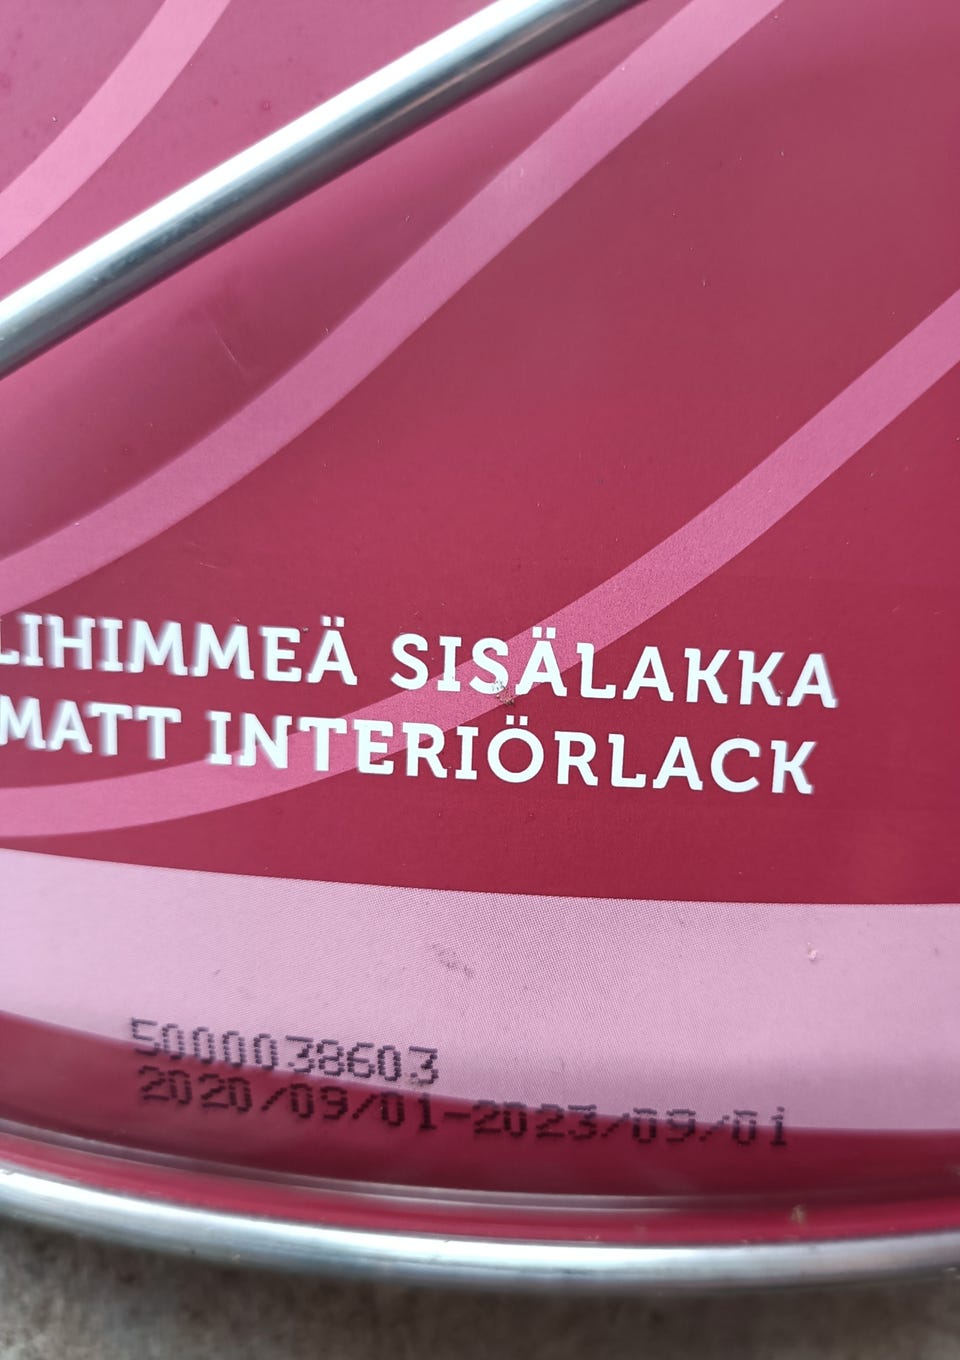 LIHIMMEÄ SISÄLAKKA
MATT INTERIÖRLACK
5000038603
2020/09/01-2023/09/01